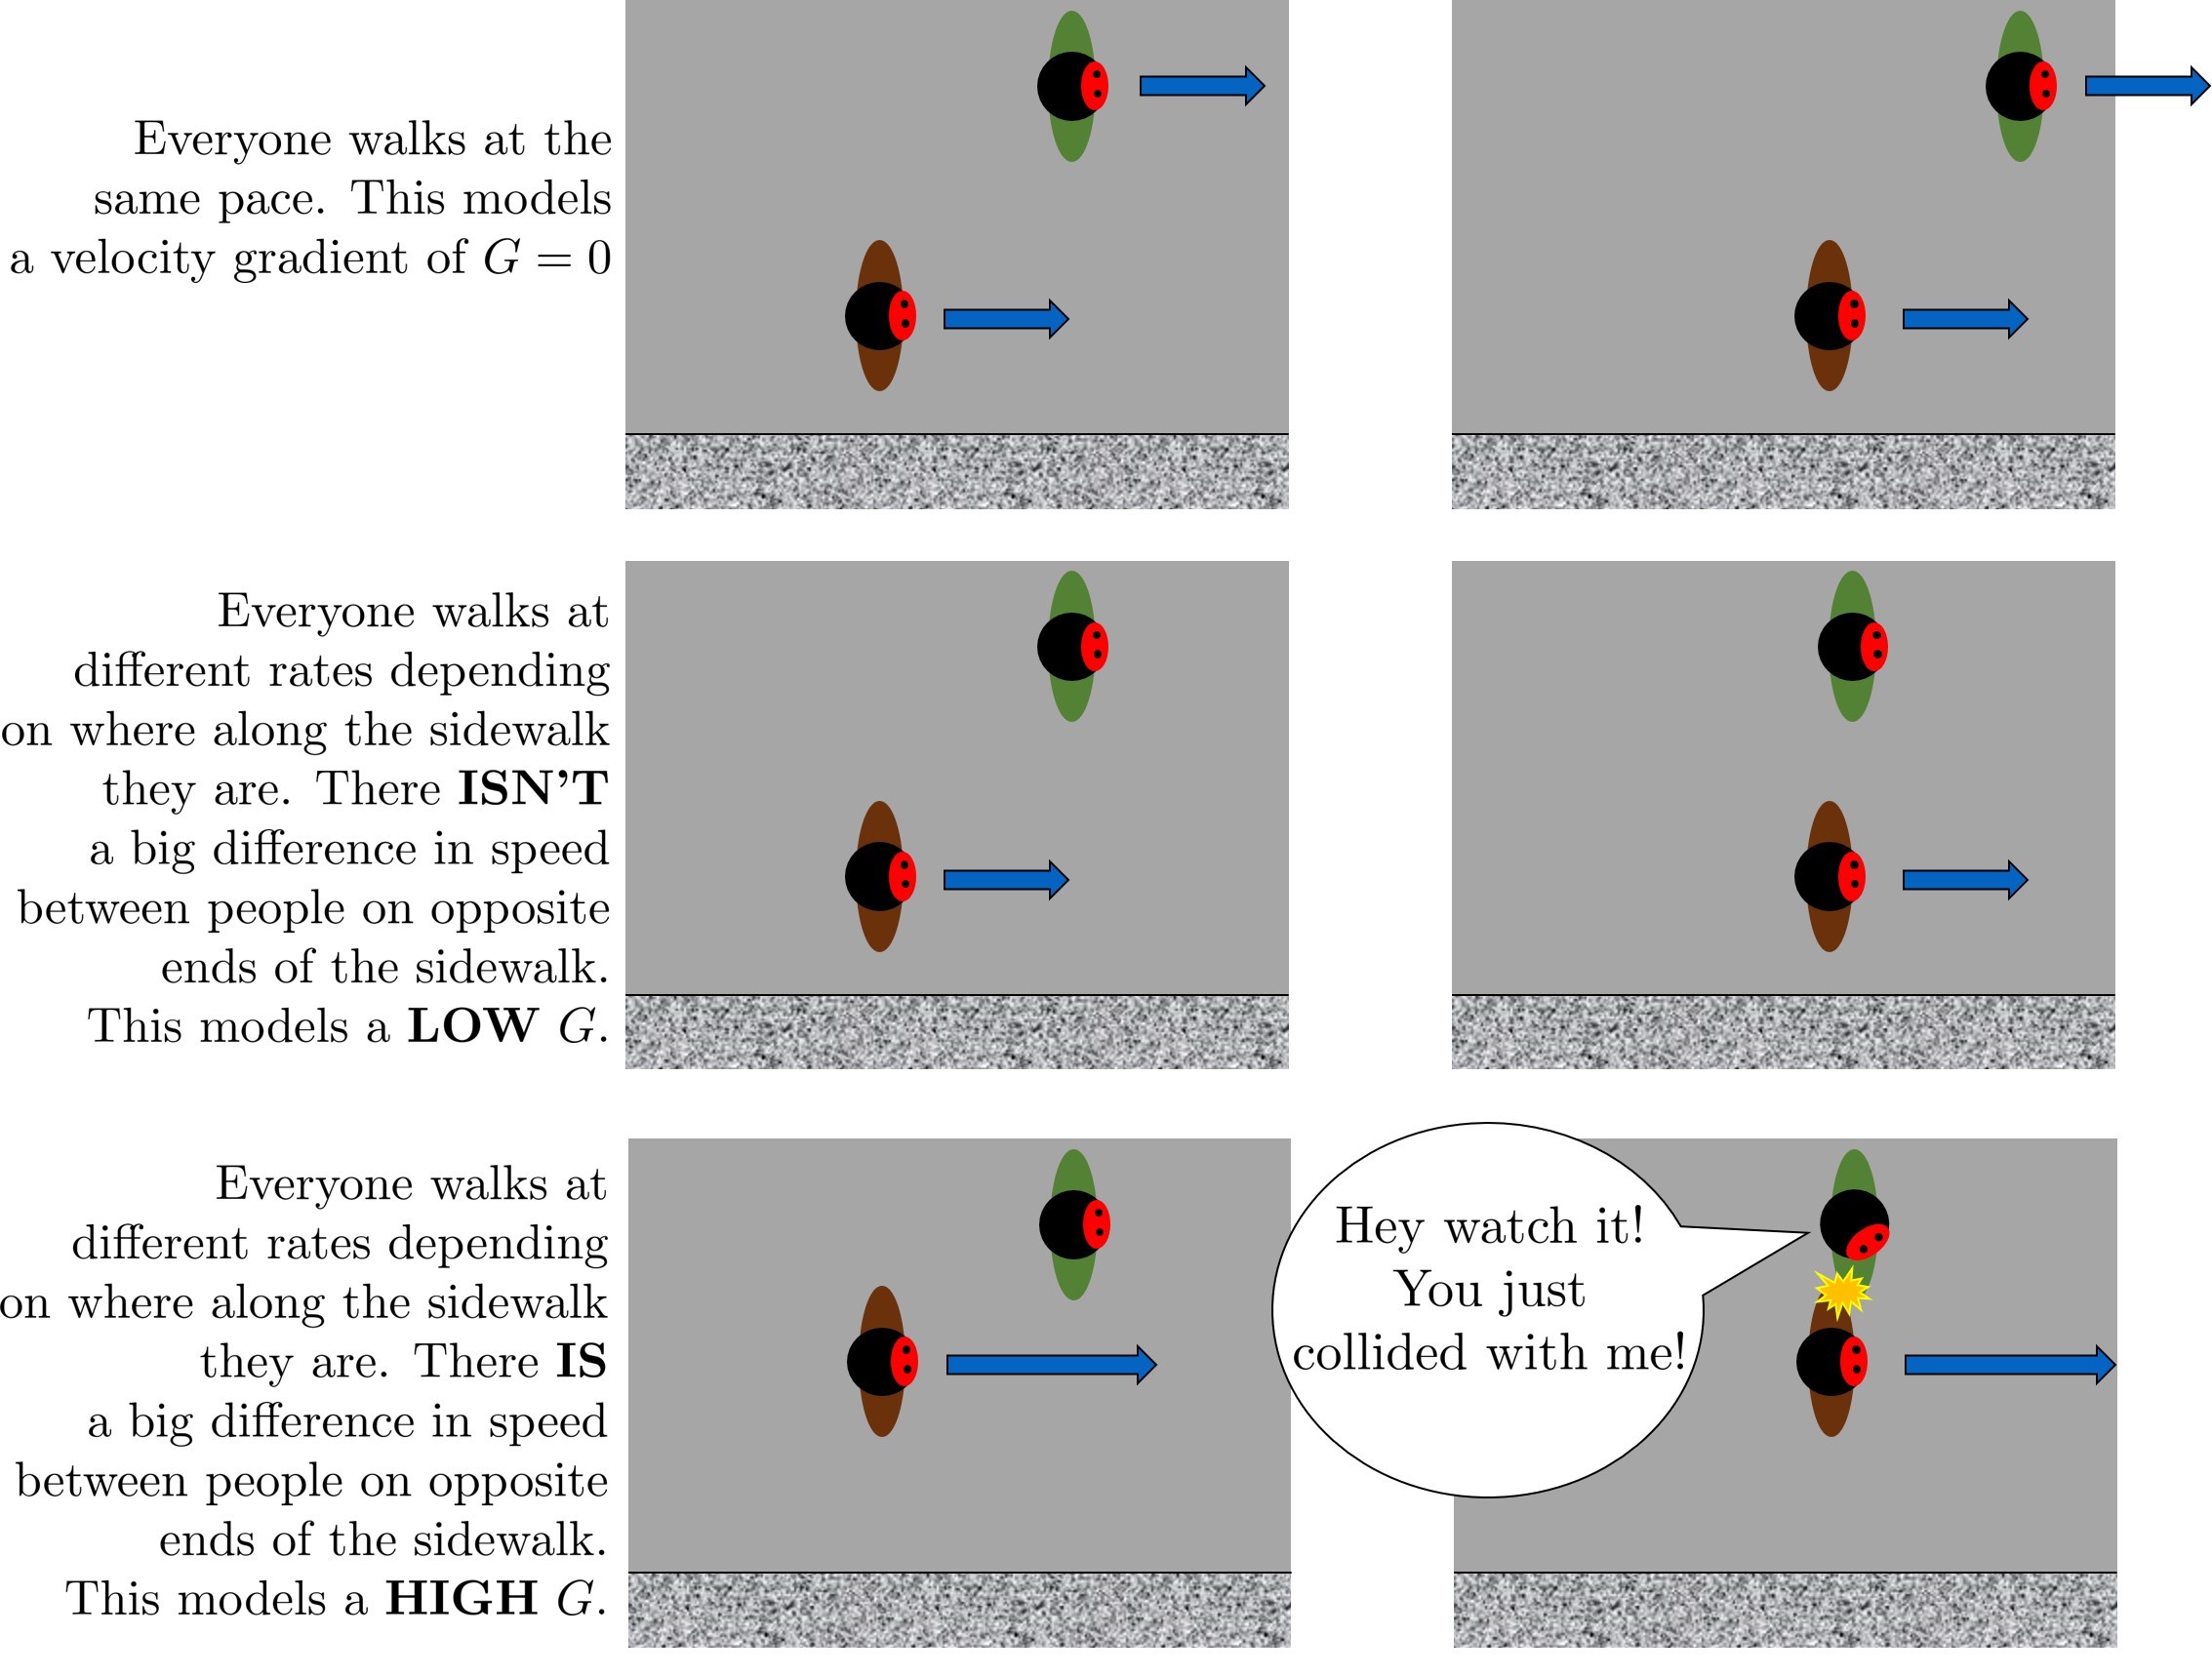 Everyone walks at the
same pace. This models
a velocity gradient of G = 0
Everyone walks at
different rates depending
on where along the sidewalk
they are. There ISN'T
a big difference in speed
between people on opposite
ends of the sidewalk.
This models a LOW G.
Everyone walks at
different rates depending
on where along the sidewalk
they are. There IS
a big difference in speed
between people on opposite
ends of the sidewalk.
This models a HIGH G.
Hey watch it!
You just
collided with me!